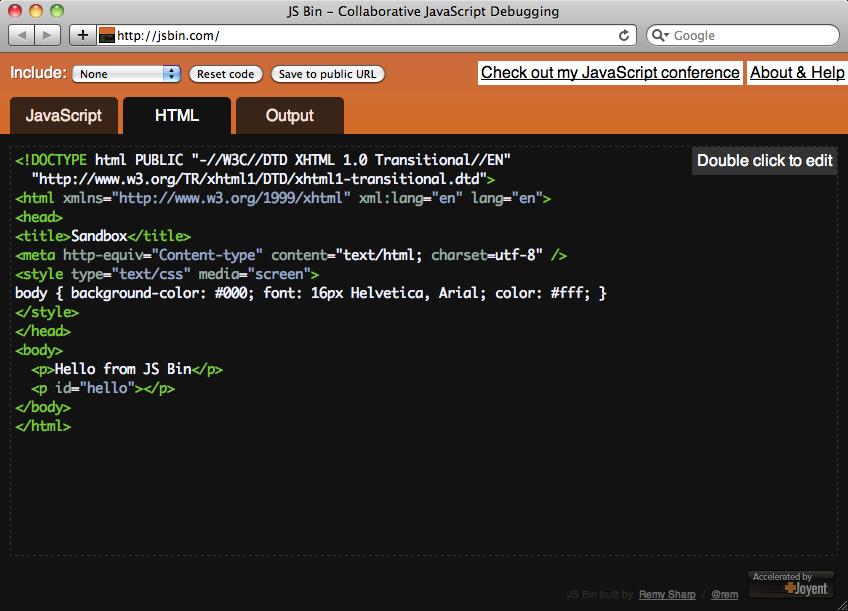 JS Bin – Collaborative JavaScript Debugging
http://jsbin.com/
Google
Include: None Reset code Save to public URL Check out my JavaScript conference About & Help
JavaScript HTML Output
Double click to edit
<!DOCTYPE html PUBLIC "-//W3C//DTD XHTML 1.0 Transitional//EN"
"http://www.w3.org/TR/xhtml1/DTD/xhtml1-transitional.dtd">
<html xmlns="http://www.w3.org/1999/xhtml" xml:lang="en" lang="en">
<head>
<title>Sandbox</title>
<meta http-equiv="Content-type" content="text/html; charset=utf-8" />
<style type="text/css" media="screen">
body { background-color: #000; font: 16px Helvetica, Arial; color: #fff; }
</style>
</head>
<body>
<p>Hello from JS Bin</p>
<p id="hello"></p>
</body>
</html>
Accelerated by
Joyent
JS Bin built by Remy Sharp / @rem